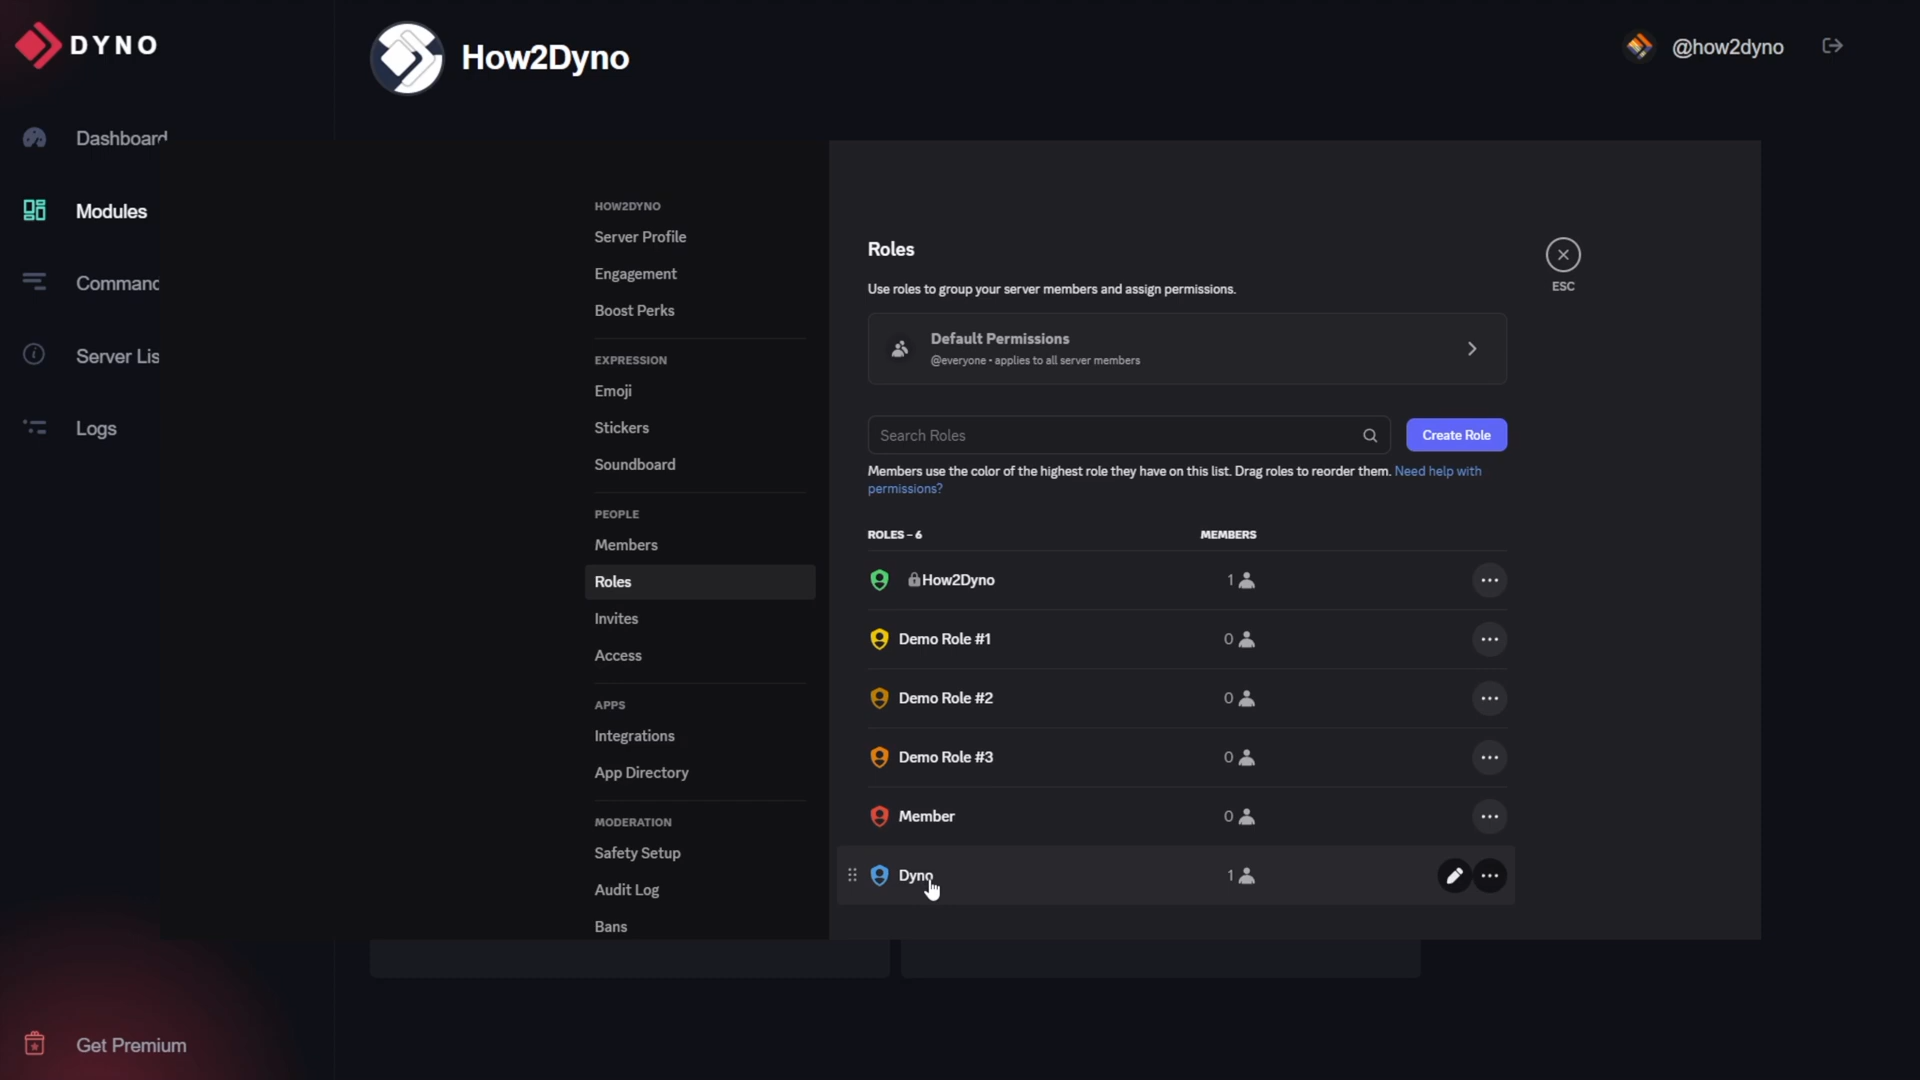 DYNO
How2Dyno
@how2dyno
Dashboard
Modules
Command
Server Lis
Logs
Get Premium
HOW2DYNO
Server Profile
Engagement
Boost Perks
EXPRESSION
Emoji
Stickers
Soundboard
PEOPLE
Members
Roles
Invites
Access
APPS
Integrations
App Directory
MODERATION
Safety Setup
Audit Log
Bans
Roles
ESC
Use roles to group your server members and assign permissions.
Default Permissions
@everyone • applies to all server members
Search Roles
Create Role
Members use the color of the highest role they have on this list. Drag roles to reorder them. Need help with
permissions?
ROLES – 6 MEMBERS
How2Dyno 1
Demo Role #1 0
Demo Role #2 0
Demo Role #3 0
Member 0
Dyno 1